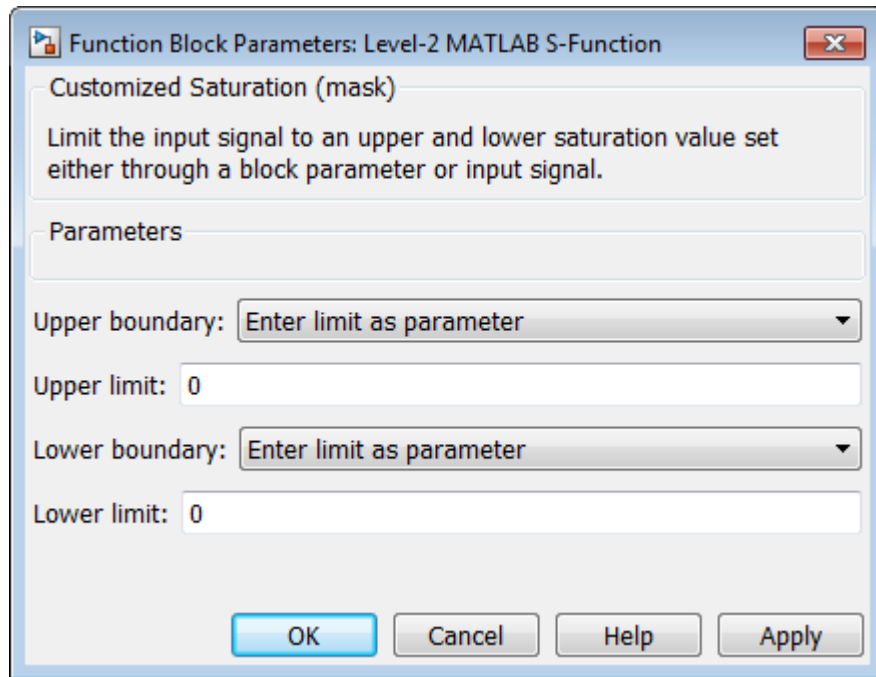 Function Block Parameters: Level-2 MATLAB S-Function
Customized Saturation (mask)
Limit the input signal to an upper and lower saturation value set
either through a block parameter or input signal.
Parameters
Upper boundary: Enter limit as parameter
Upper limit: 0
Lower boundary: Enter limit as parameter
Lower limit: 0
OK Cancel Help Apply